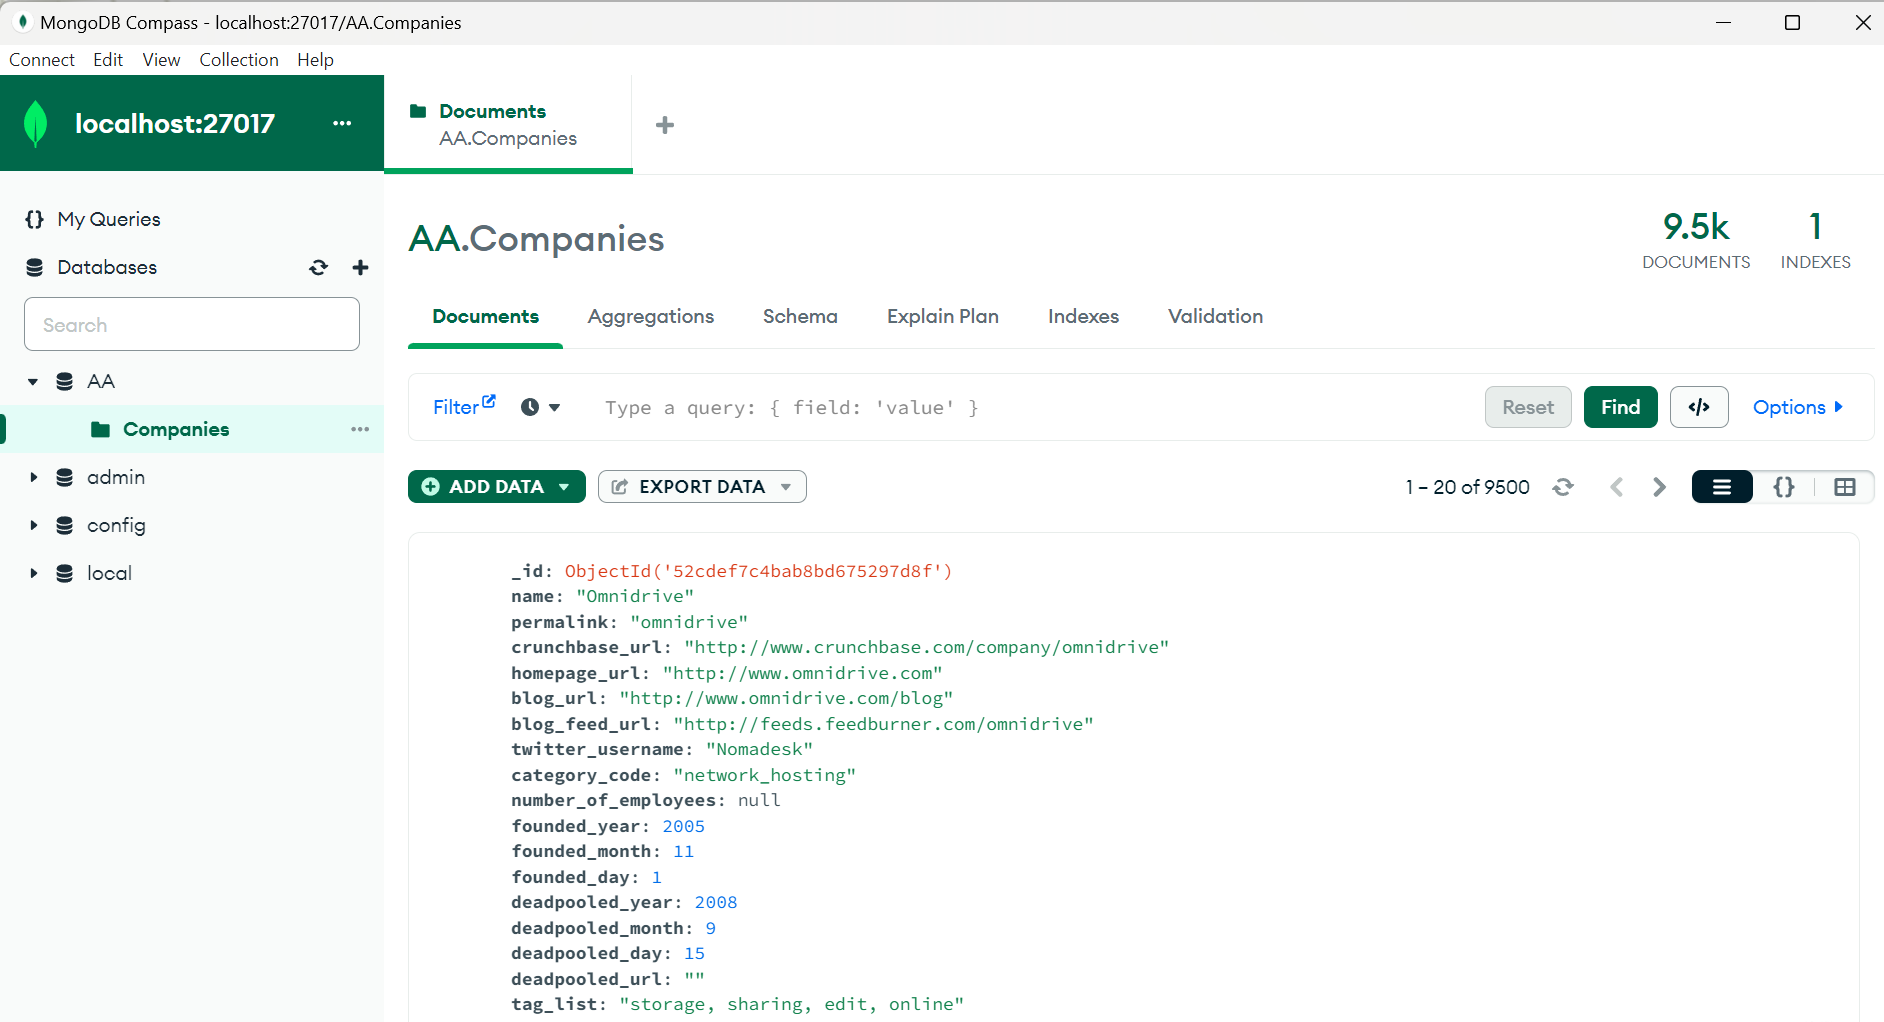 MongoDB Compass - localhost:27017/AA.Companies
Connect Edit View Collection Help
localhost:27017
Documents
AA.Companies
My Queries
Databases
Search
AA
Companies
admin
config
local
AA.Companies
9.5k
DOCUMENTS
1
INDEXES
Documents Aggregations Schema Explain Plan Indexes Validation
Filter Type a query: { field: 'value' } Reset Find </> Options
ADD DATA EXPORT DATA 1 – 20 of 9500 {}
_id: ObjectId('52cdef7c4bab8bd675297d8f')
name: "Omnidrive"
permalink: "omnidrive"
crunchbase_url: "http://www.crunchbase.com/company/omnidrive"
homepage_url: "http://www.omnidrive.com"
blog_url: "http://www.omnidrive.com/blog"
blog_feed_url: "http://feeds.feedburner.com/omnidrive"
twitter_username: "Nomadesk"
category_code: "network_hosting"
number_of_employees: null
founded_year: 2005
founded_month: 11
founded_day: 1
deadpooled_year: 2008
deadpooled_month: 9
deadpooled_day: 15
deadpooled_url: ""
tag_list: "storage, sharing, edit, online"